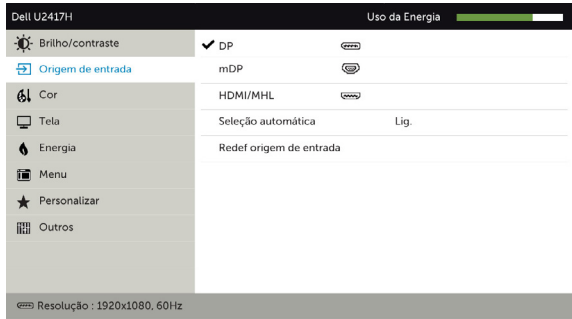 Dell U2417H Uso da Energia
Brilho/contraste
Origem de entrada
Cor
Tela
Energia
Menu
Personalizar
Outros
DP
mDP
HDMI/MHL
Seleção automática Lig.
Redef origem de entrada
Resolução : 1920x1080, 60Hz